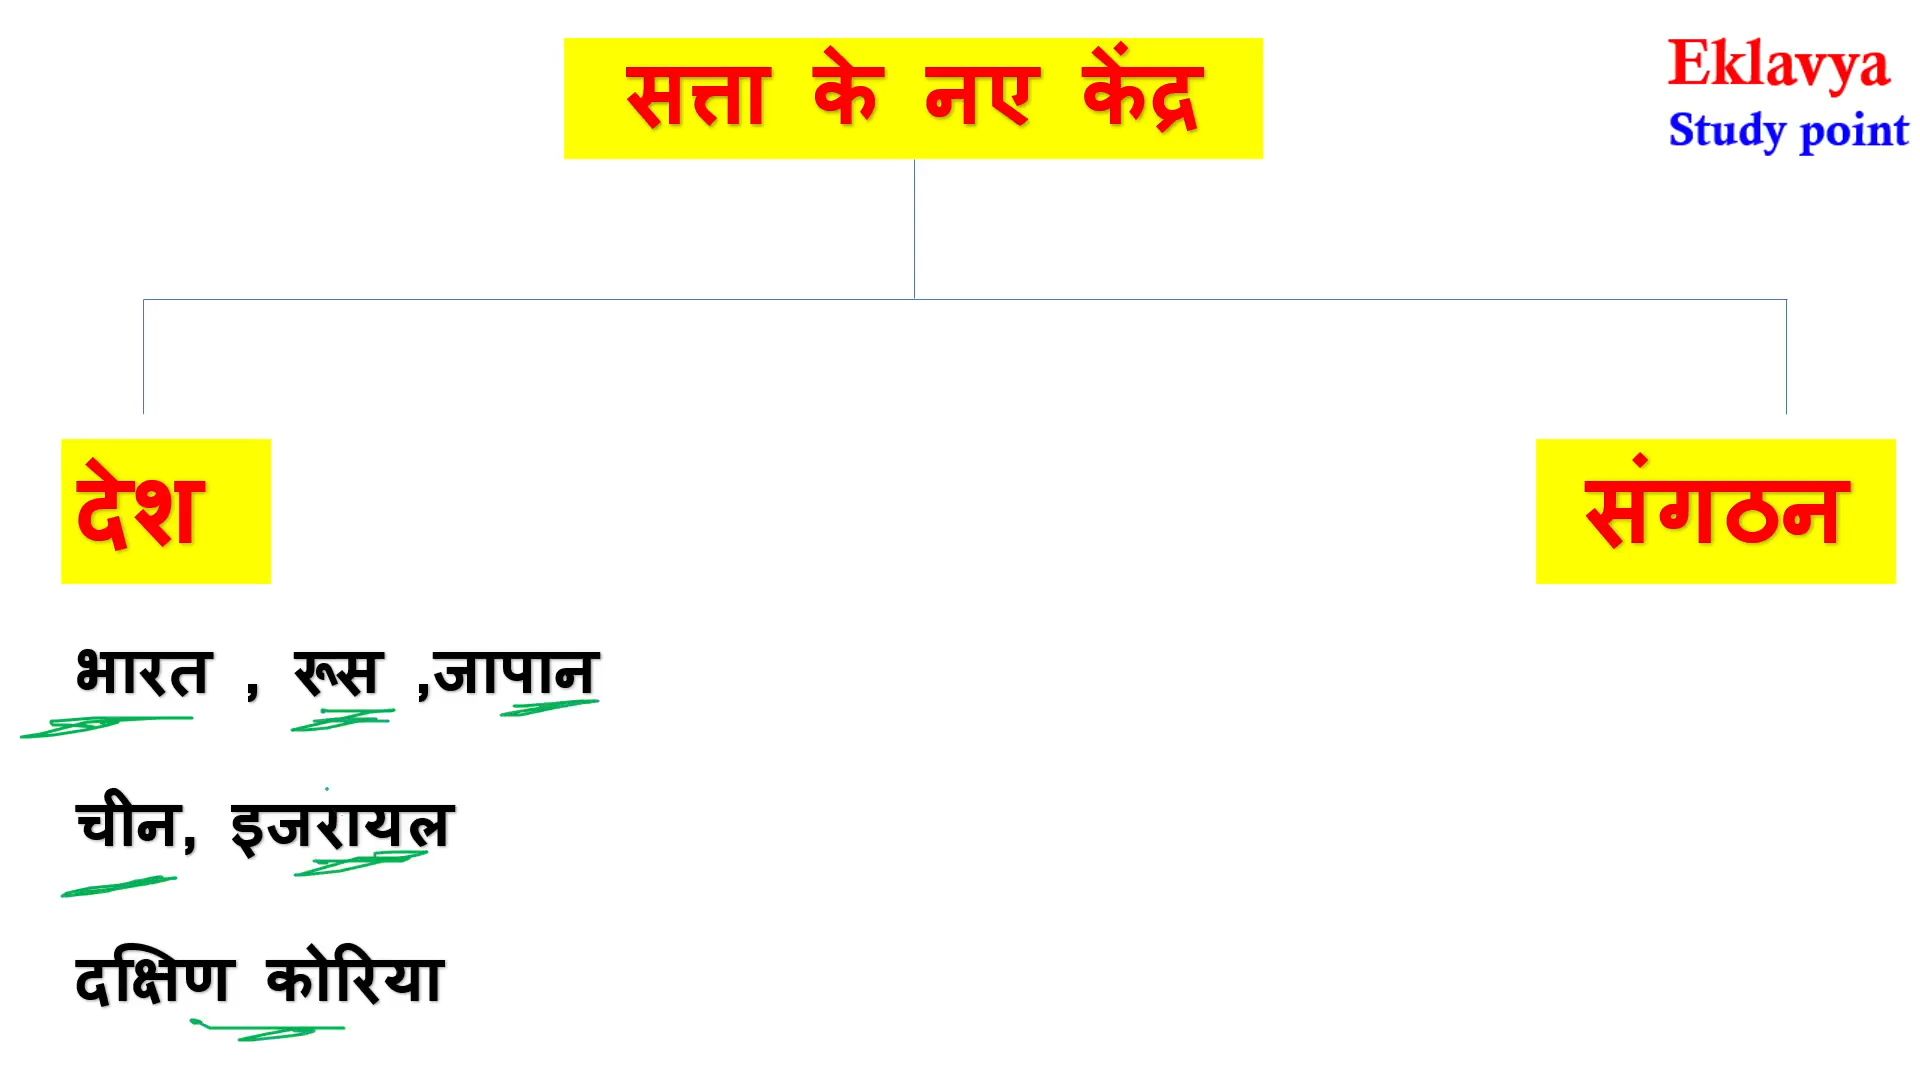 सत्ता के नए केंद्र
Eklavya
Study point
देश
संगठन
भारत , रूस ,जापान
चीन, इजरायल
दक्षिण कोरिया